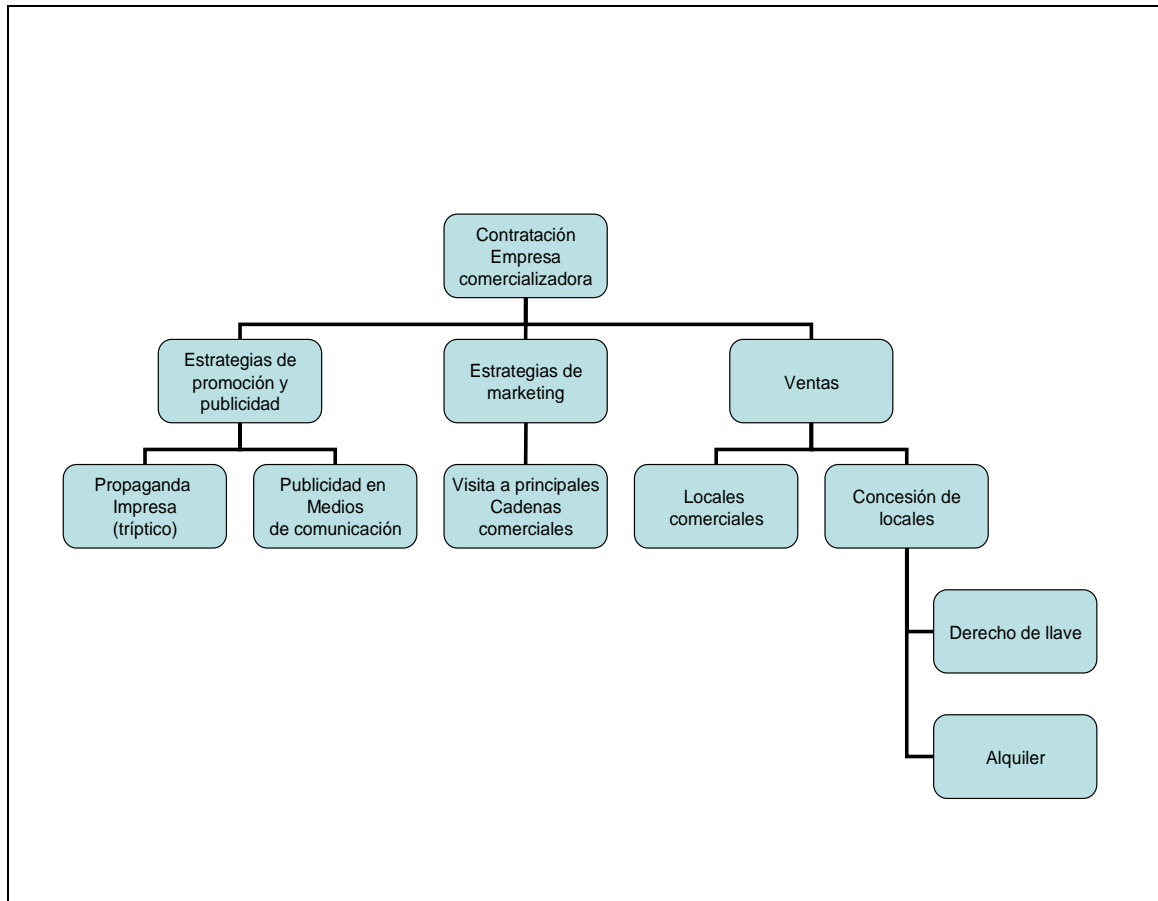 Contratación
Empresa
comercializadora
Estrategias de
promoción y
publicidad
Estrategias de
marketing
Ventas
Propaganda
Impresa
(tríptico)
Publicidad en
Medios
de comunicación
Visita a principales
Cadenas
comerciales
Locales
comerciales
Concesión de
locales
Derecho de llave
Alquiler